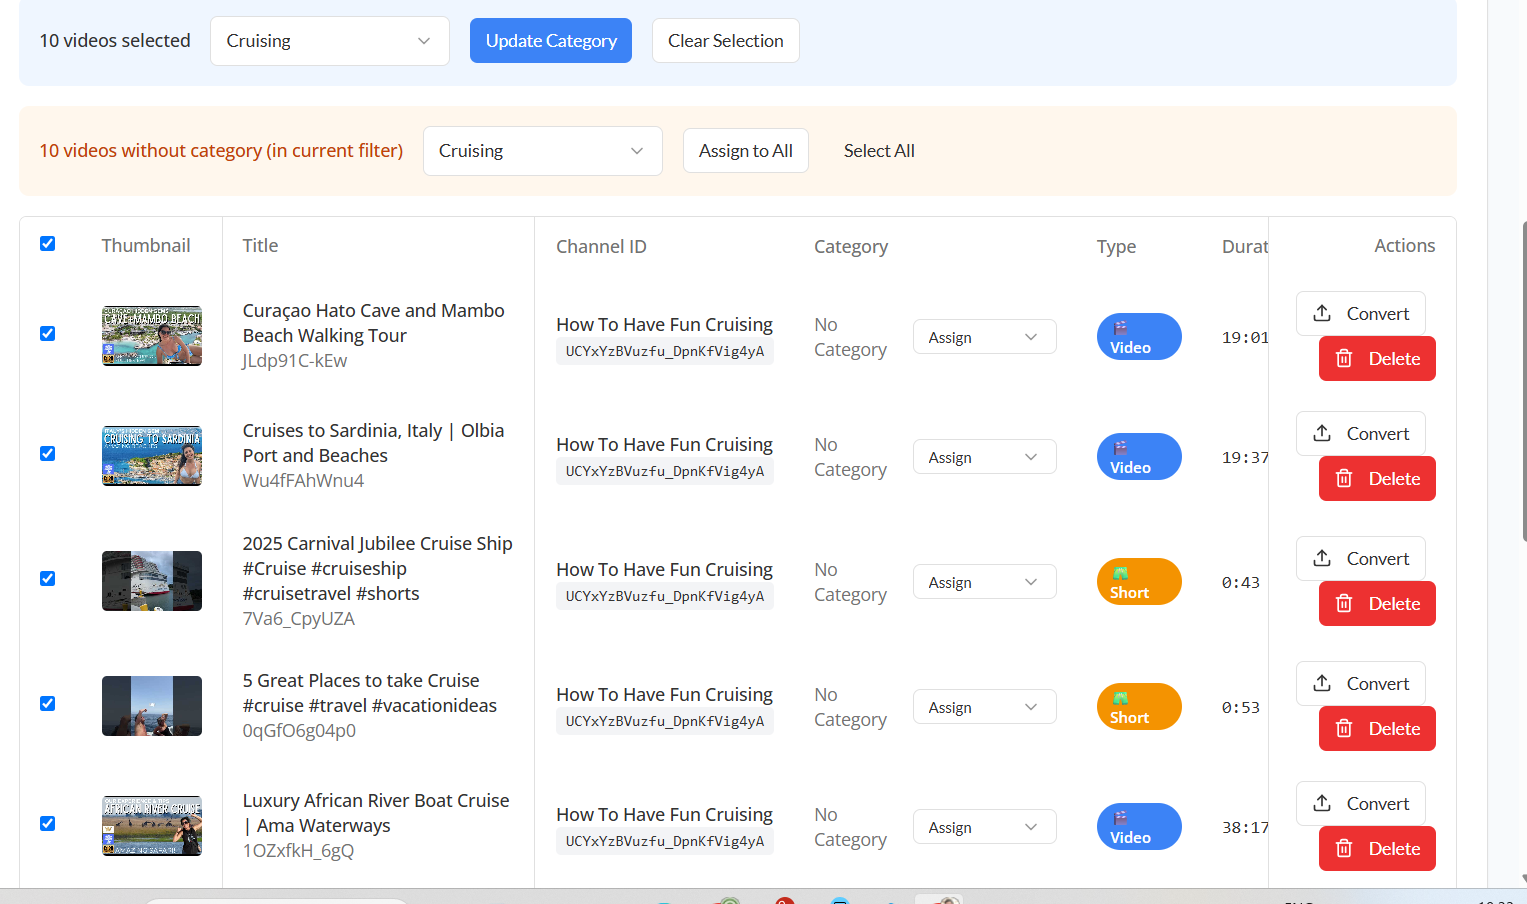 10 videos selected
Cruising
Update Category
Clear Selection
10 videos without category (in current filter)
Cruising
Assign to All
Select All
Thumbnail
Title
Channel ID
Category
Type
Durat
Actions
CAVE+MAMBO BEACH
Curaçao Hato Cave and Mambo
Beach Walking Tour
JLdp91C-kEw
How To Have Fun Cruising
UCYxYzBVuzfu_DpnKfVig4yA
No
Category
Assign
Video
19:01
Convert
Delete
CRUISING TO SARDINIA
Cruises to Sardinia, Italy | Olbia
Port and Beaches
Wu4fFAhWnu4
How To Have Fun Cruising
UCYxYzBVuzfu_DpnKfVig4yA
No
Category
Assign
Video
19:37
Convert
Delete
2025 Carnival Jubilee Cruise Ship
#Cruise #cruiseship
#cruisetravel #shorts
7Va6_CpyUZA
How To Have Fun Cruising
UCYxYzBVuzfu_DpnKfVig4yA
No
Category
Assign
Short
0:43
Convert
Delete
5 Great Places to take Cruise
#cruise #travel #vacationideas
0qGfO6g04p0
How To Have Fun Cruising
UCYxYzBVuzfu_DpnKfVig4yA
No
Category
Assign
Short
0:53
Convert
Delete
AFRICAN RIVER CRUISE
AMAZING SAFARI!
Luxury African River Boat Cruise
| Ama Waterways
1OZxfkH_6gQ
How To Have Fun Cruising
UCYxYzBVuzfu_DpnKfVig4yA
No
Category
Assign
Video
38:17
Convert
Delete